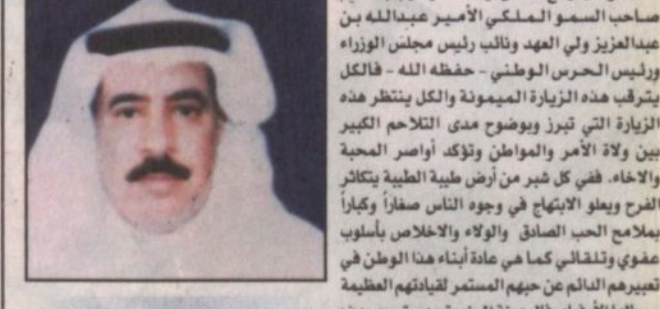 صاحب السمو الملكي الأمير عبدالله بن
عبدالعزيز ولي العهد ونائب رئيس مجلس الوزراء
ورئيس الحرس الوطني - حفظه الله - فالكل
يترقب هذه الزيارة الميمونة والكل ينتظر هذه
الزيارة التي تبرز وبوضوح مدى التلاحم الكبير
بين ولاة الأمر والمواطن وتؤكد أواصر المحبة
والاخاء. ففي كل شبر من أرض طيبة الطيبة يتكاثر
الفرح ويعلو الابتهاج في وجوه الناس صغاراً وكباراً
بملامح الحب الصادق والولاء والاخلاص بأسلوب
عفوي وتلقائي كما هي عادة أبناء هذا الوطن في
تعبيرهم الدائم عن حبهم المستمر لقيادتهم العظيمة